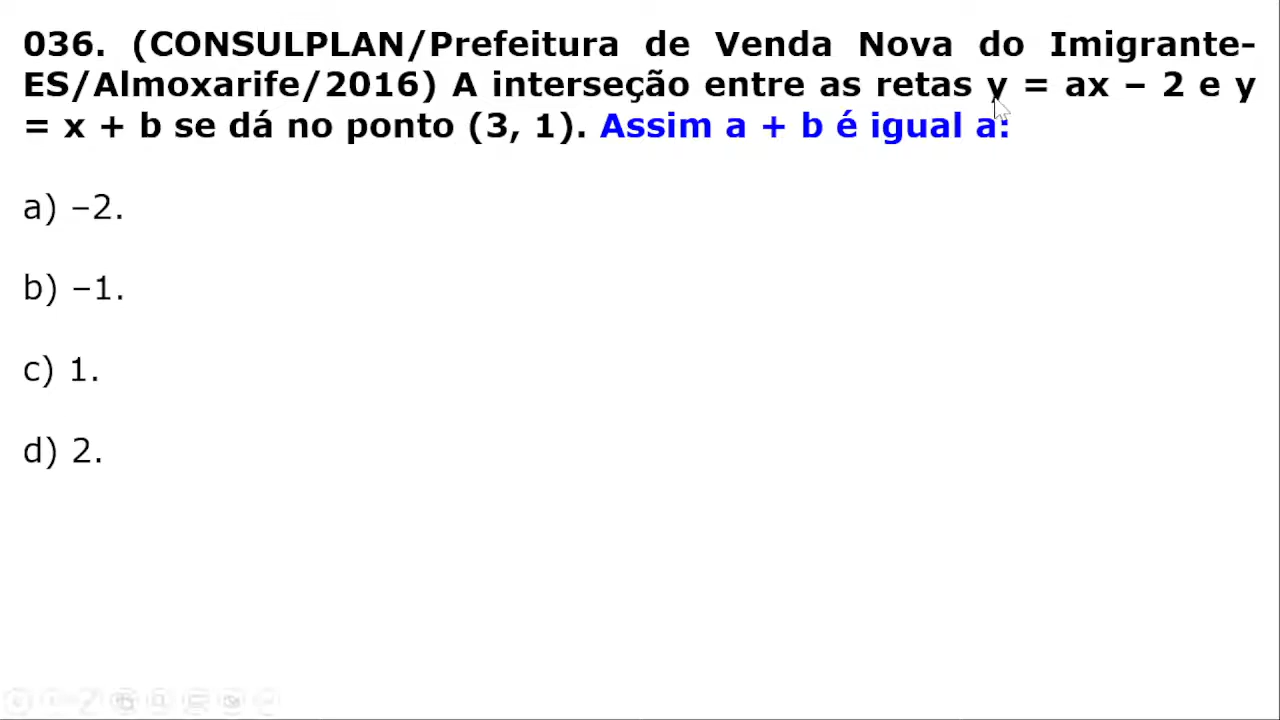 036. (CONSULPLAN/Prefeitura de Venda Nova do Imigrante-
ES/Almoxarife/2016) A interseção entre as retas y = ax – 2 e y
= x + b se dá no ponto (3, 1). Assim a + b é igual a:
a) –2.
b) –1.
c) 1.
d) 2.